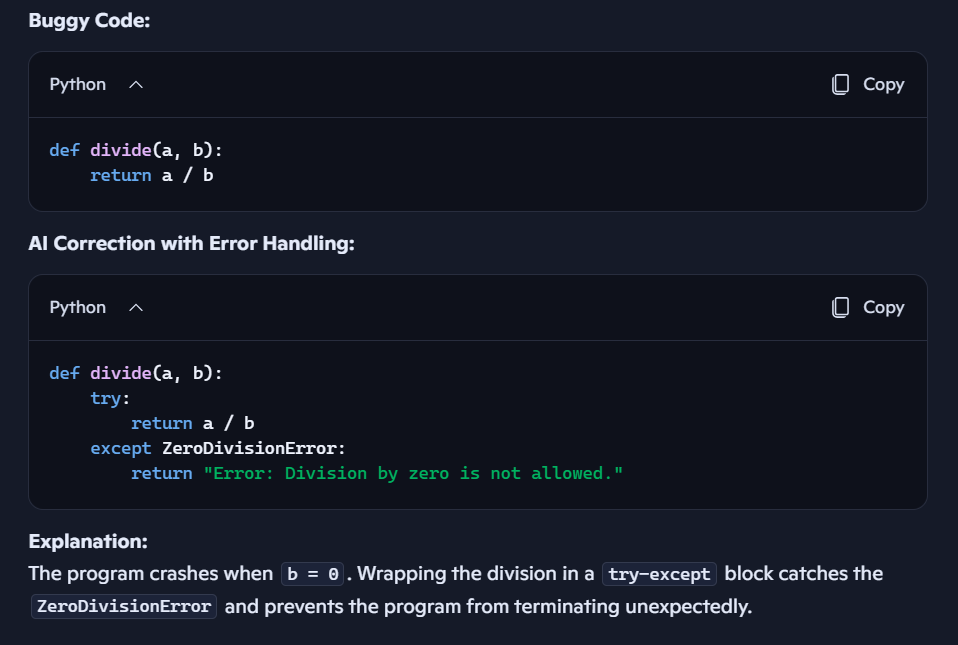 Buggy Code:
Python
Copy
def divide(a, b):
    return a / b
AI Correction with Error Handling:
Python
Copy
def divide(a, b):
    try:
        return a / b
    except ZeroDivisionError:
        return "Error: Division by zero is not allowed."
Explanation:
The program crashes when b = 0. Wrapping the division in a try-except block catches the
ZeroDivisionError and prevents the program from terminating unexpectedly.